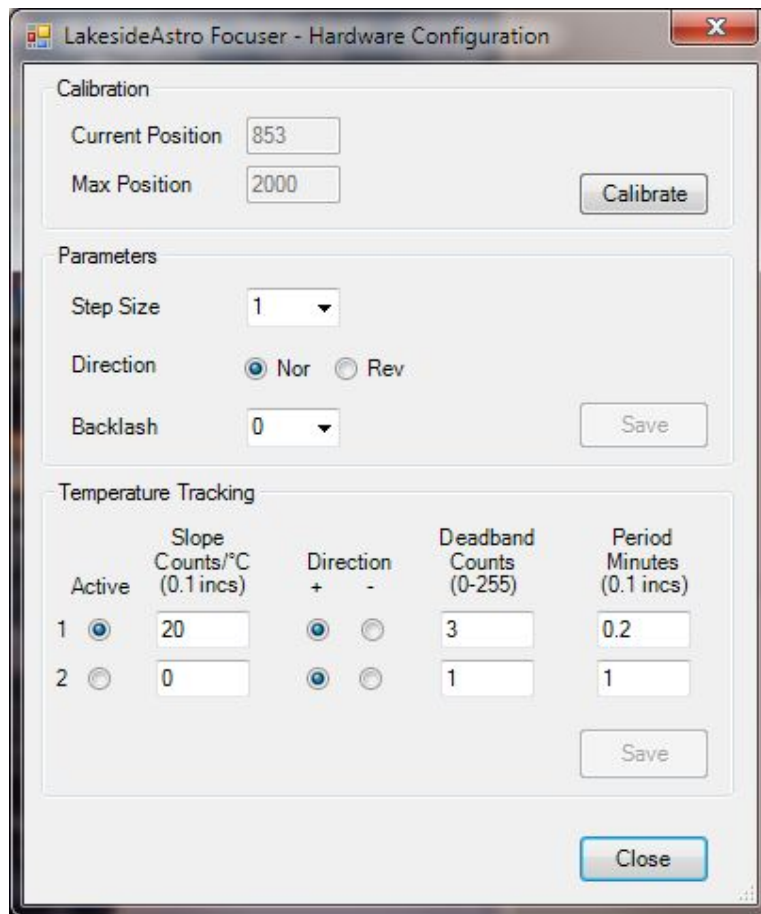 LakesideAstro Focuser - Hardware Configuration
Calibration
Current Position 853
Max Position 2000
Calibrate
Parameters
Step Size 1
Direction Nor Rev
Backlash 0
Save
Temperature Tracking
Slope Deadband Period
Counts/°C Direction Counts Minutes
Active (0.1 incs) + - (0-255) (0.1 incs)
1 20 3 0.2
2 0 1 1
Save
Close